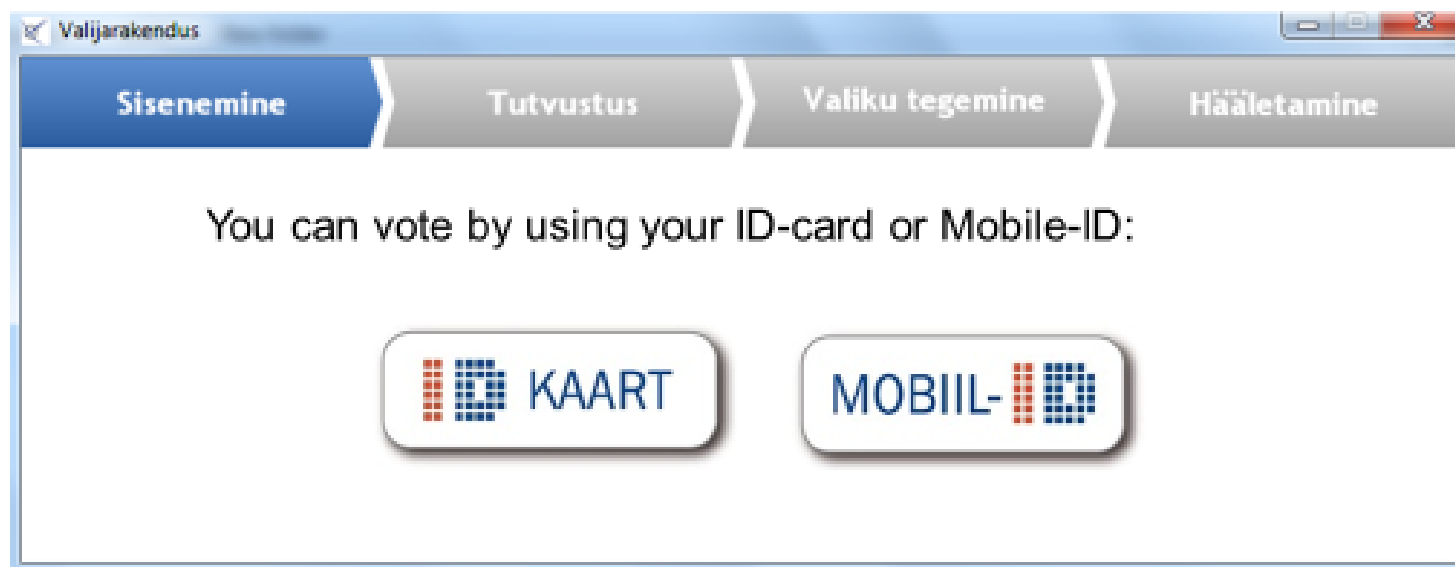 Valijarakendus
Sisenemine Tutvustus Valiku tegemine Hääletamine
You can vote by using your ID-card or Mobile-ID:
ID KAART MOBIIL-ID